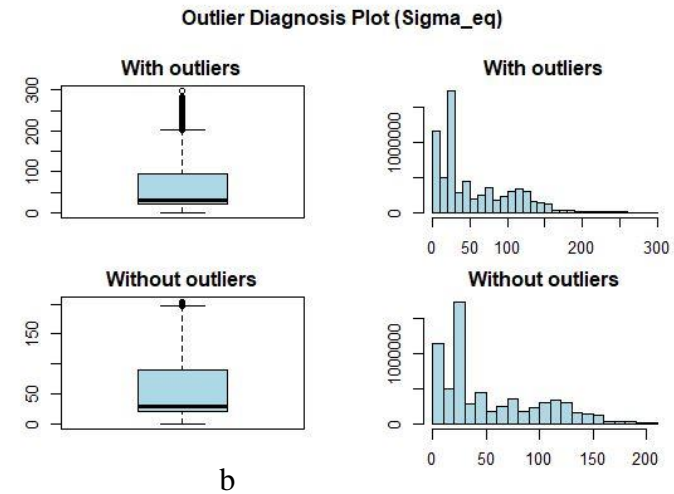 Outlier Diagnosis Plot (Sigma_eq)
With outliers
300
200
100
0
With outliers
1000000
0
0 50 100 200 300
Without outliers
150
50
0
Without outliers
1000000
0
0 50 100 150 200
b